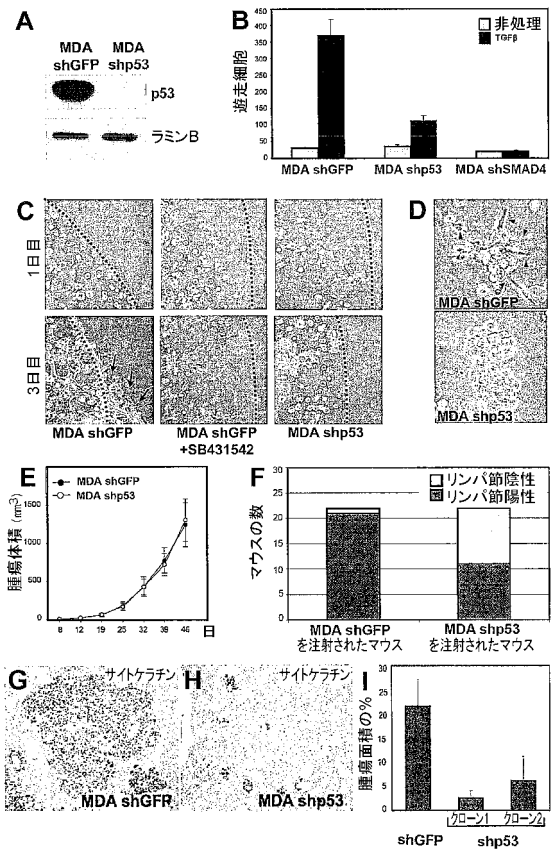 A
MDA MDA
shGFP shp53
p53
ラミンB
B
遊走細胞
450
400
350
300
250
200
150
100
50
0
非処理
TGFβ
MDA shGFP MDA shp53 MDA shSMAD4
C
1日目
3日目
MDA shGFP MDA shGFP MDA shp53
+SB431542
D
MDA shGFP
MDA shp53
E
MDA shGFP
MDA shp53
腫瘍体積 (mm3)
1500
1000
500
0
8 12 19 25 32 39 46 日
F
マウスの数
30
25
20
15
10
5
0
リンパ節陰性
リンパ節陽性
MDA shGFP MDA shp53
を注射されたマウス を注射されたマウス
G サイトケラチン
MDA shGFP
H サイトケラチン
MDA shp53
I
腫瘍面積の%
30
25
20
15
10
5
0
クローン1 クローン2
shGFP shp53